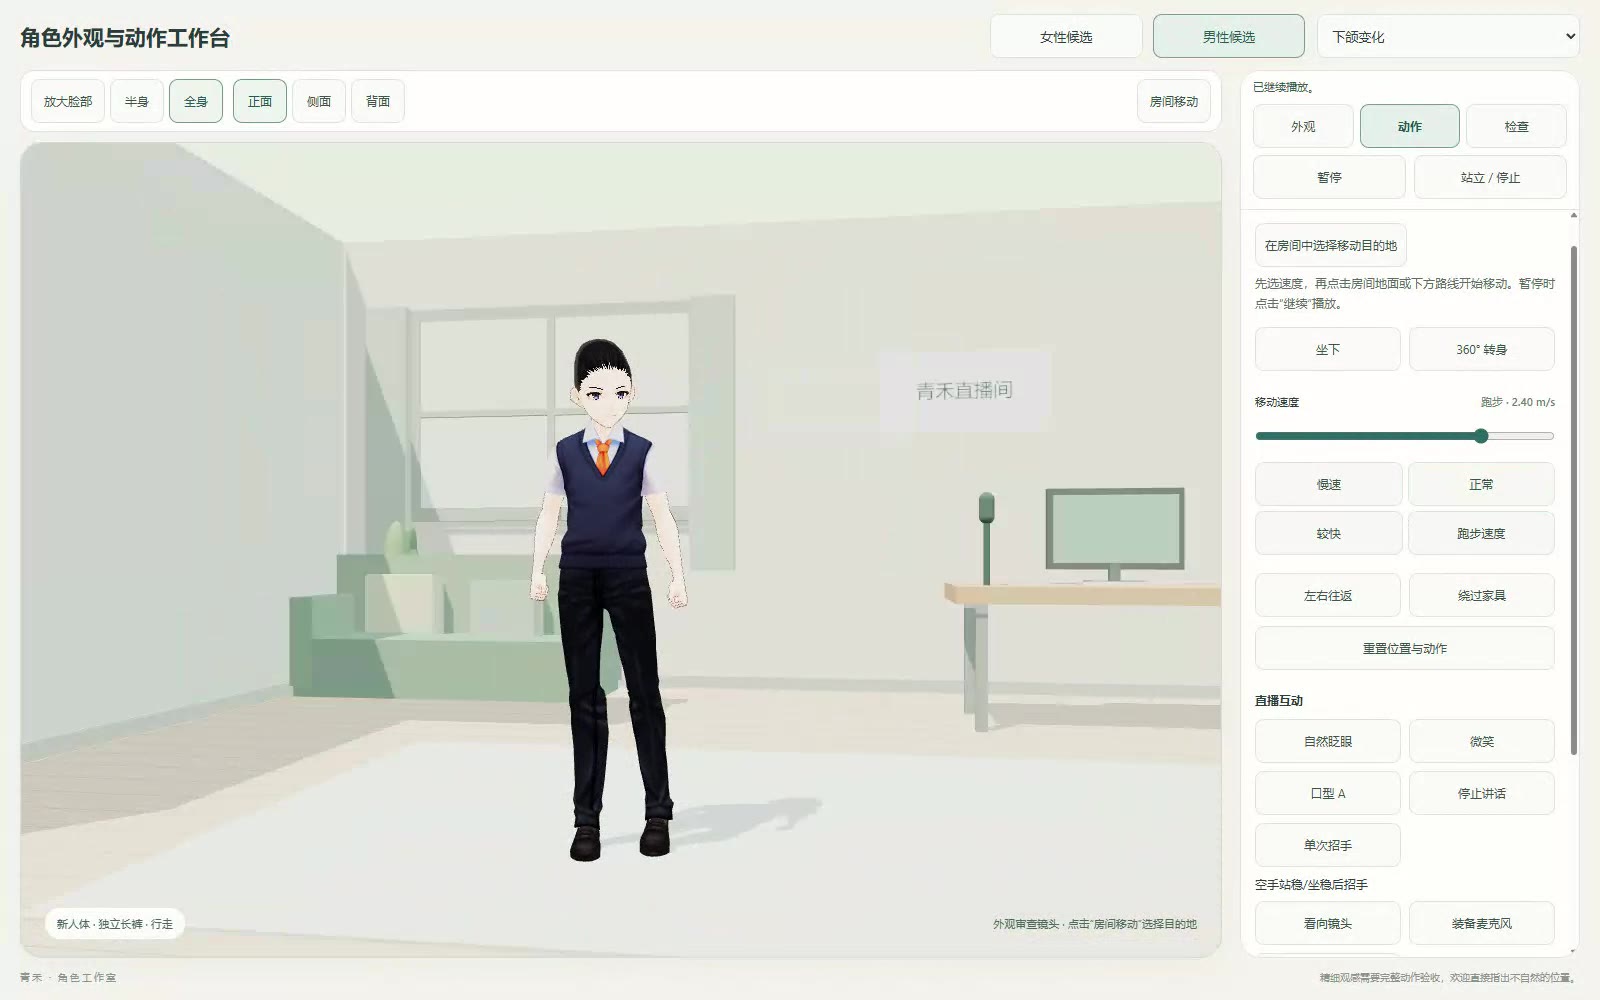 角色外观与动作工作台
女性候选
男性候选
下颌变化
放大脸部
半身
全身
正面
侧面
背面
房间移动
青禾直播间
新人体 · 独立长裤 · 行走
外观审查镜头 · 点击“房间移动”选择目的地
已继续播放。
外观
动作
检查
暂停
站立 / 停止
在房间中选择移动目的地
先选速度，再点击房间地面或下方路线开始移动。暂停时
点击“继续”播放。
坐下
360° 转身
移动速度
跑步 · 2.40 m/s
慢速
正常
较快
跑步速度
左右往返
绕过家具
重置位置与动作
直播互动
自然眨眼
微笑
口型 A
停止讲话
单次招手
空手站稳/坐稳后招手
看向镜头
装备麦克风
青禾 · 角色工作室
精细观感需要完整动作验收，欢迎直接指出不自然的位置。